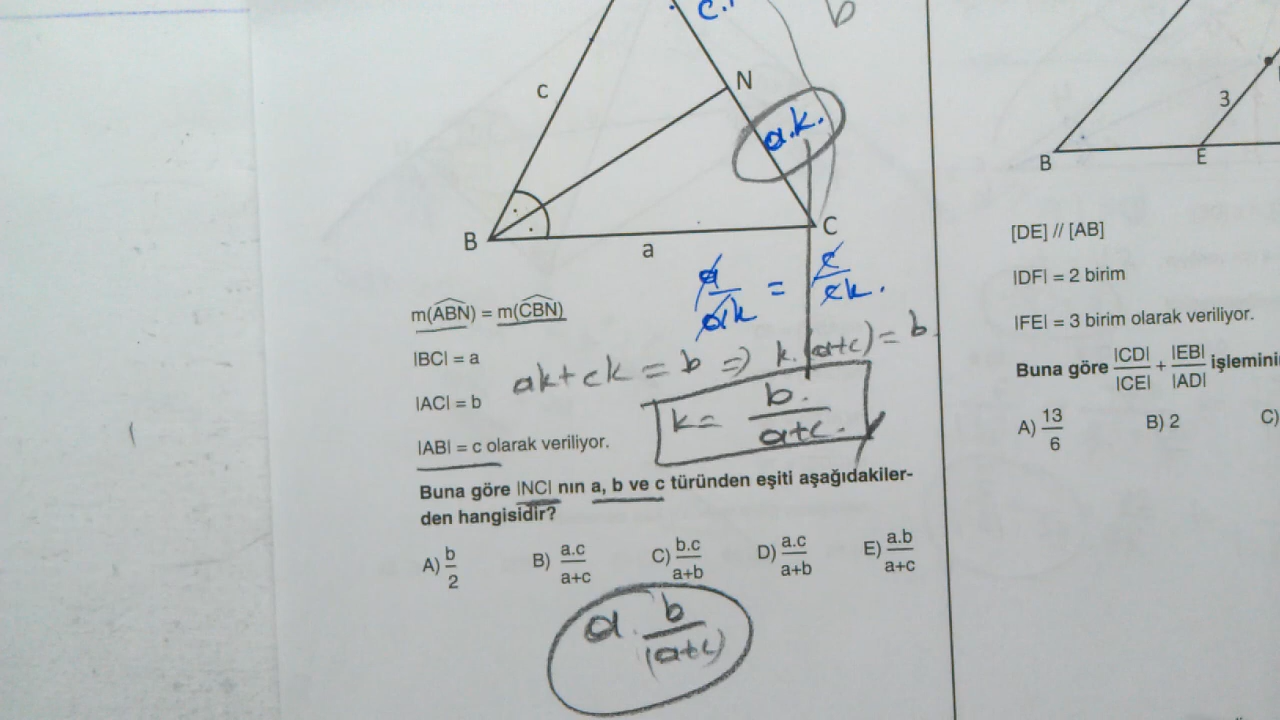 b
c
N
a.k.
B
C
a
a/ak = c/ck.
m(ABN) = m(CBN)
|BC| = a
ak+ck = b => k.(a+c) = b
|AC| = b
k = b/a+c.
|AB| = c olarak veriliyor.
Buna göre |NC| nın a, b ve c türünden eşiti aşağıdakiler-
den hangisidir?
A) b/2 B) a.c/a+c C) b.c/a+b D) a.c/a+b E) a.b/a+c
a. b/(a+c)
3
B
E
[DE] // [AB]
|DF| = 2 birim
|FE| = 3 birim olarak veriliyor.
Buna göre |CD|/|CE| + |EB|/|AD|
A) 13/6 B) 2 C)